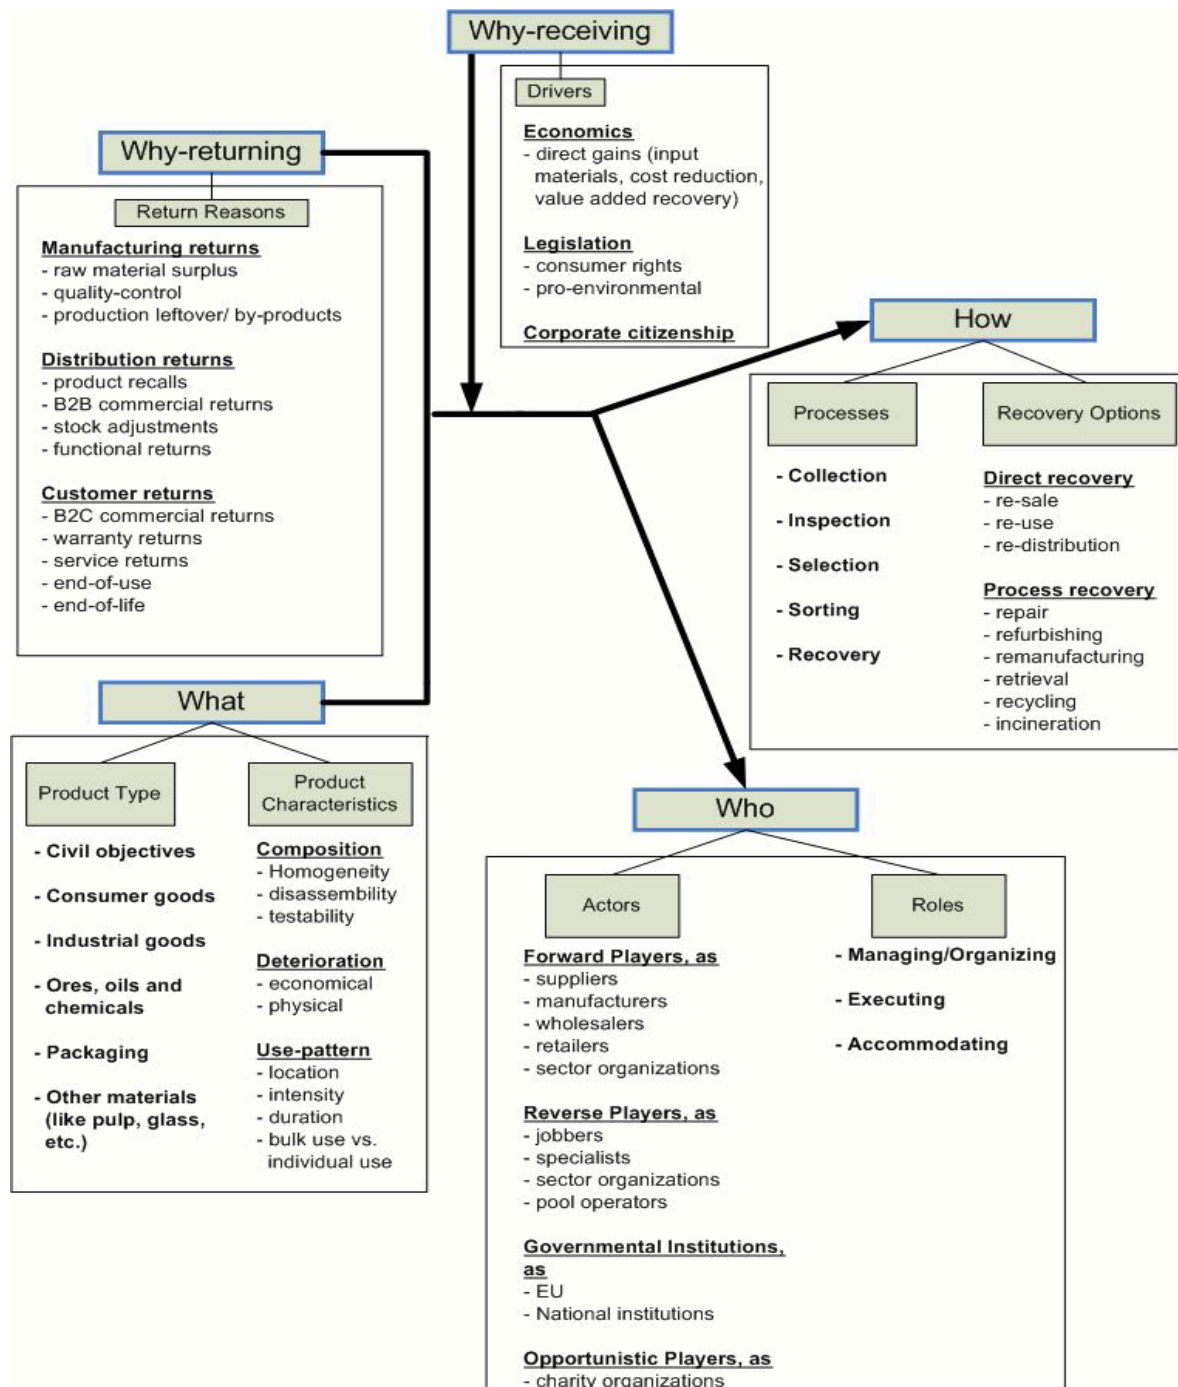 Why-receiving
Drivers
Economics
- direct gains (input
materials, cost reduction,
value added recovery)
Legislation
- consumer rights
- pro-environmental
Corporate citizenship
Why-returning
Return Reasons
Manufacturing returns
- raw material surplus
- quality-control
- production leftover/ by-products
Distribution returns
- product recalls
- B2B commercial returns
- stock adjustments
- functional returns
Customer returns
- B2C commercial returns
- warranty returns
- service returns
- end-of-use
- end-of-life
How
Processes
- Collection
- Inspection
- Selection
- Sorting
- Recovery
Recovery Options
Direct recovery
- re-sale
- re-use
- re-distribution
Process recovery
- repair
- refurbishing
- remanufacturing
- retrieval
- recycling
- incineration
What
Product Type
- Civil objectives
- Consumer goods
- Industrial goods
- Ores, oils and
chemicals
- Packaging
- Other materials
(like pulp, glass,
etc.)
Product
Characteristics
Composition
- Homogeneity
- disassembility
- testability
Deterioration
- economical
- physical
Use-pattern
- location
- intensity
- duration
- bulk use vs.
individual use
Who
Actors
Forward Players, as
- suppliers
- manufacturers
- wholesalers
- retailers
- sector organizations
Reverse Players, as
- jobbers
- specialists
- sector organizations
- pool operators
Governmental Institutions,
as
- EU
- National institutions
Opportunistic Players, as
- charity organizations
Roles
- Managing/Organizing
- Executing
- Accommodating